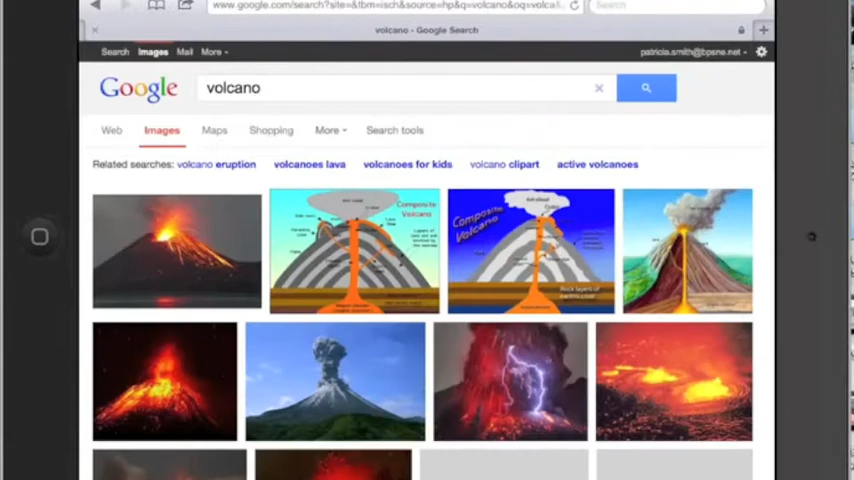 www.google.com/search?site=&tbm=isch&source=hp&q=volcano&oq=volca
Search
volcano - Google Search
Search Images Mail More
patricia.smith@bpsne.net
Google
volcano
Web Images Maps Shopping More Search tools
Related searches: volcano eruption volcanoes lava volcanoes for kids volcano clipart active volcanoes
Composite
Volcano
Composite
Volcano